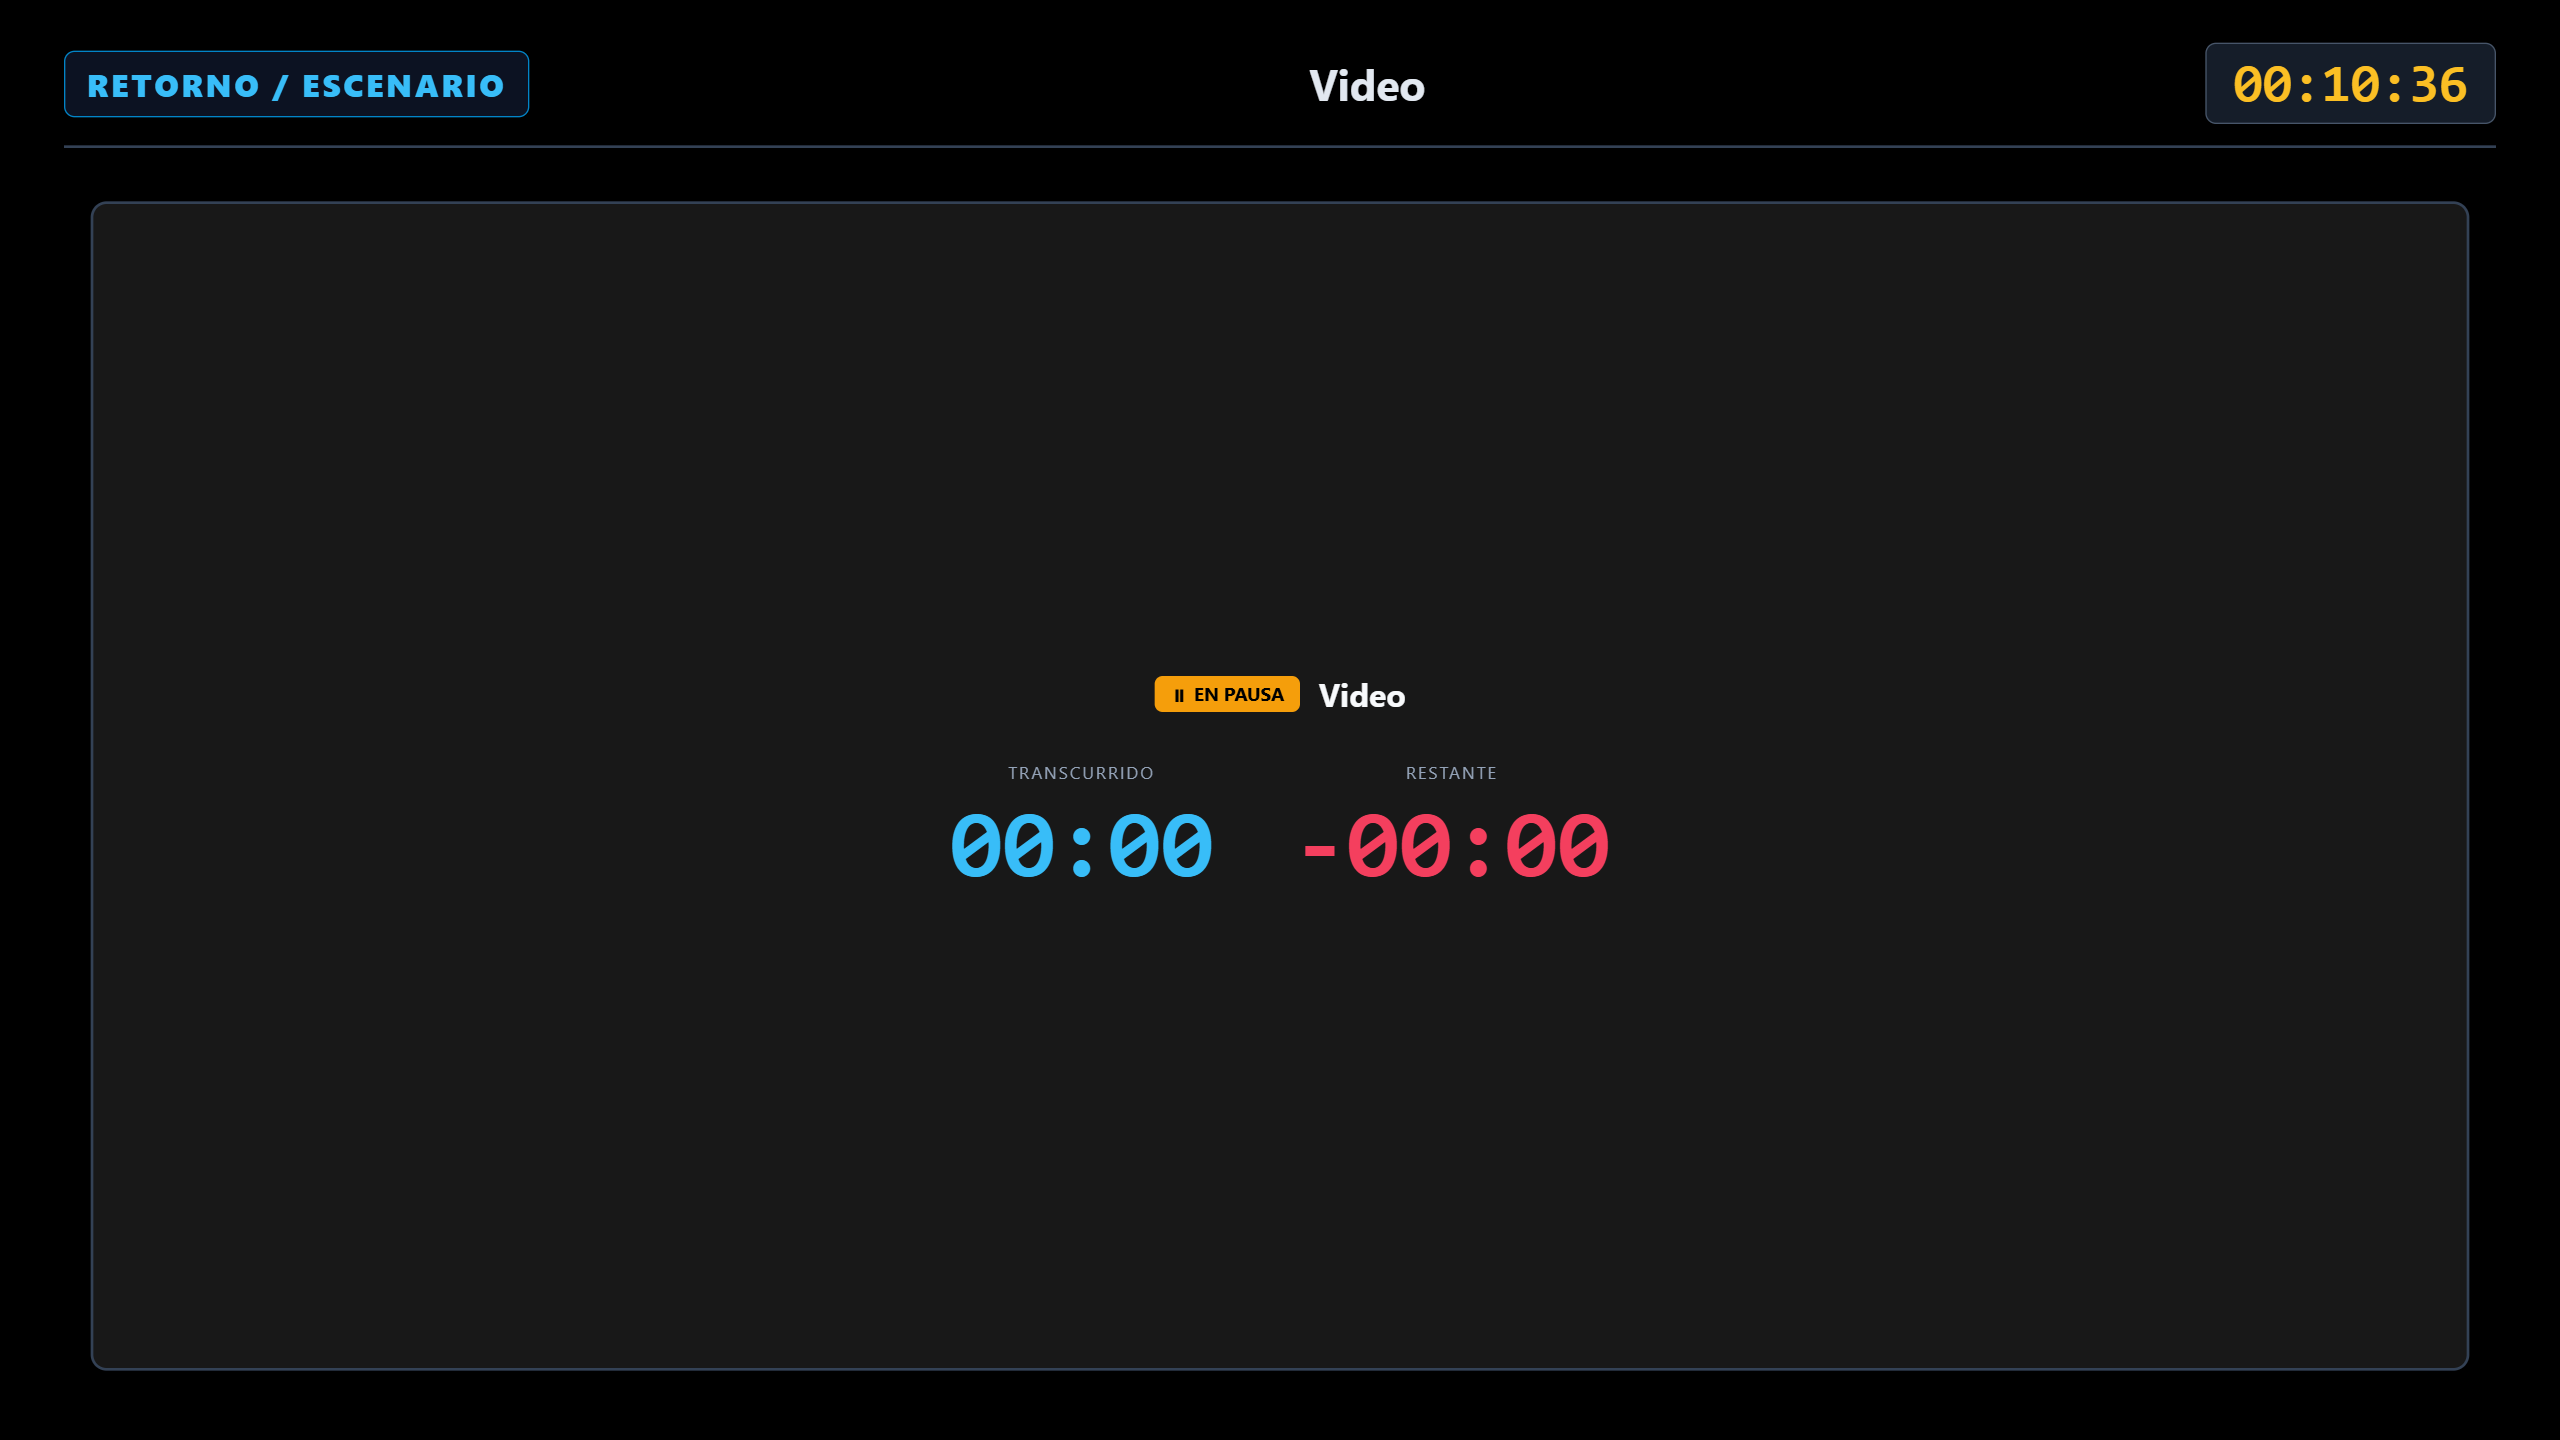 RETORNO / ESCENARIO
Video
00:10:36
⏸ EN PAUSA Video
TRANSCURRIDO
00:00
RESTANTE
-00:00